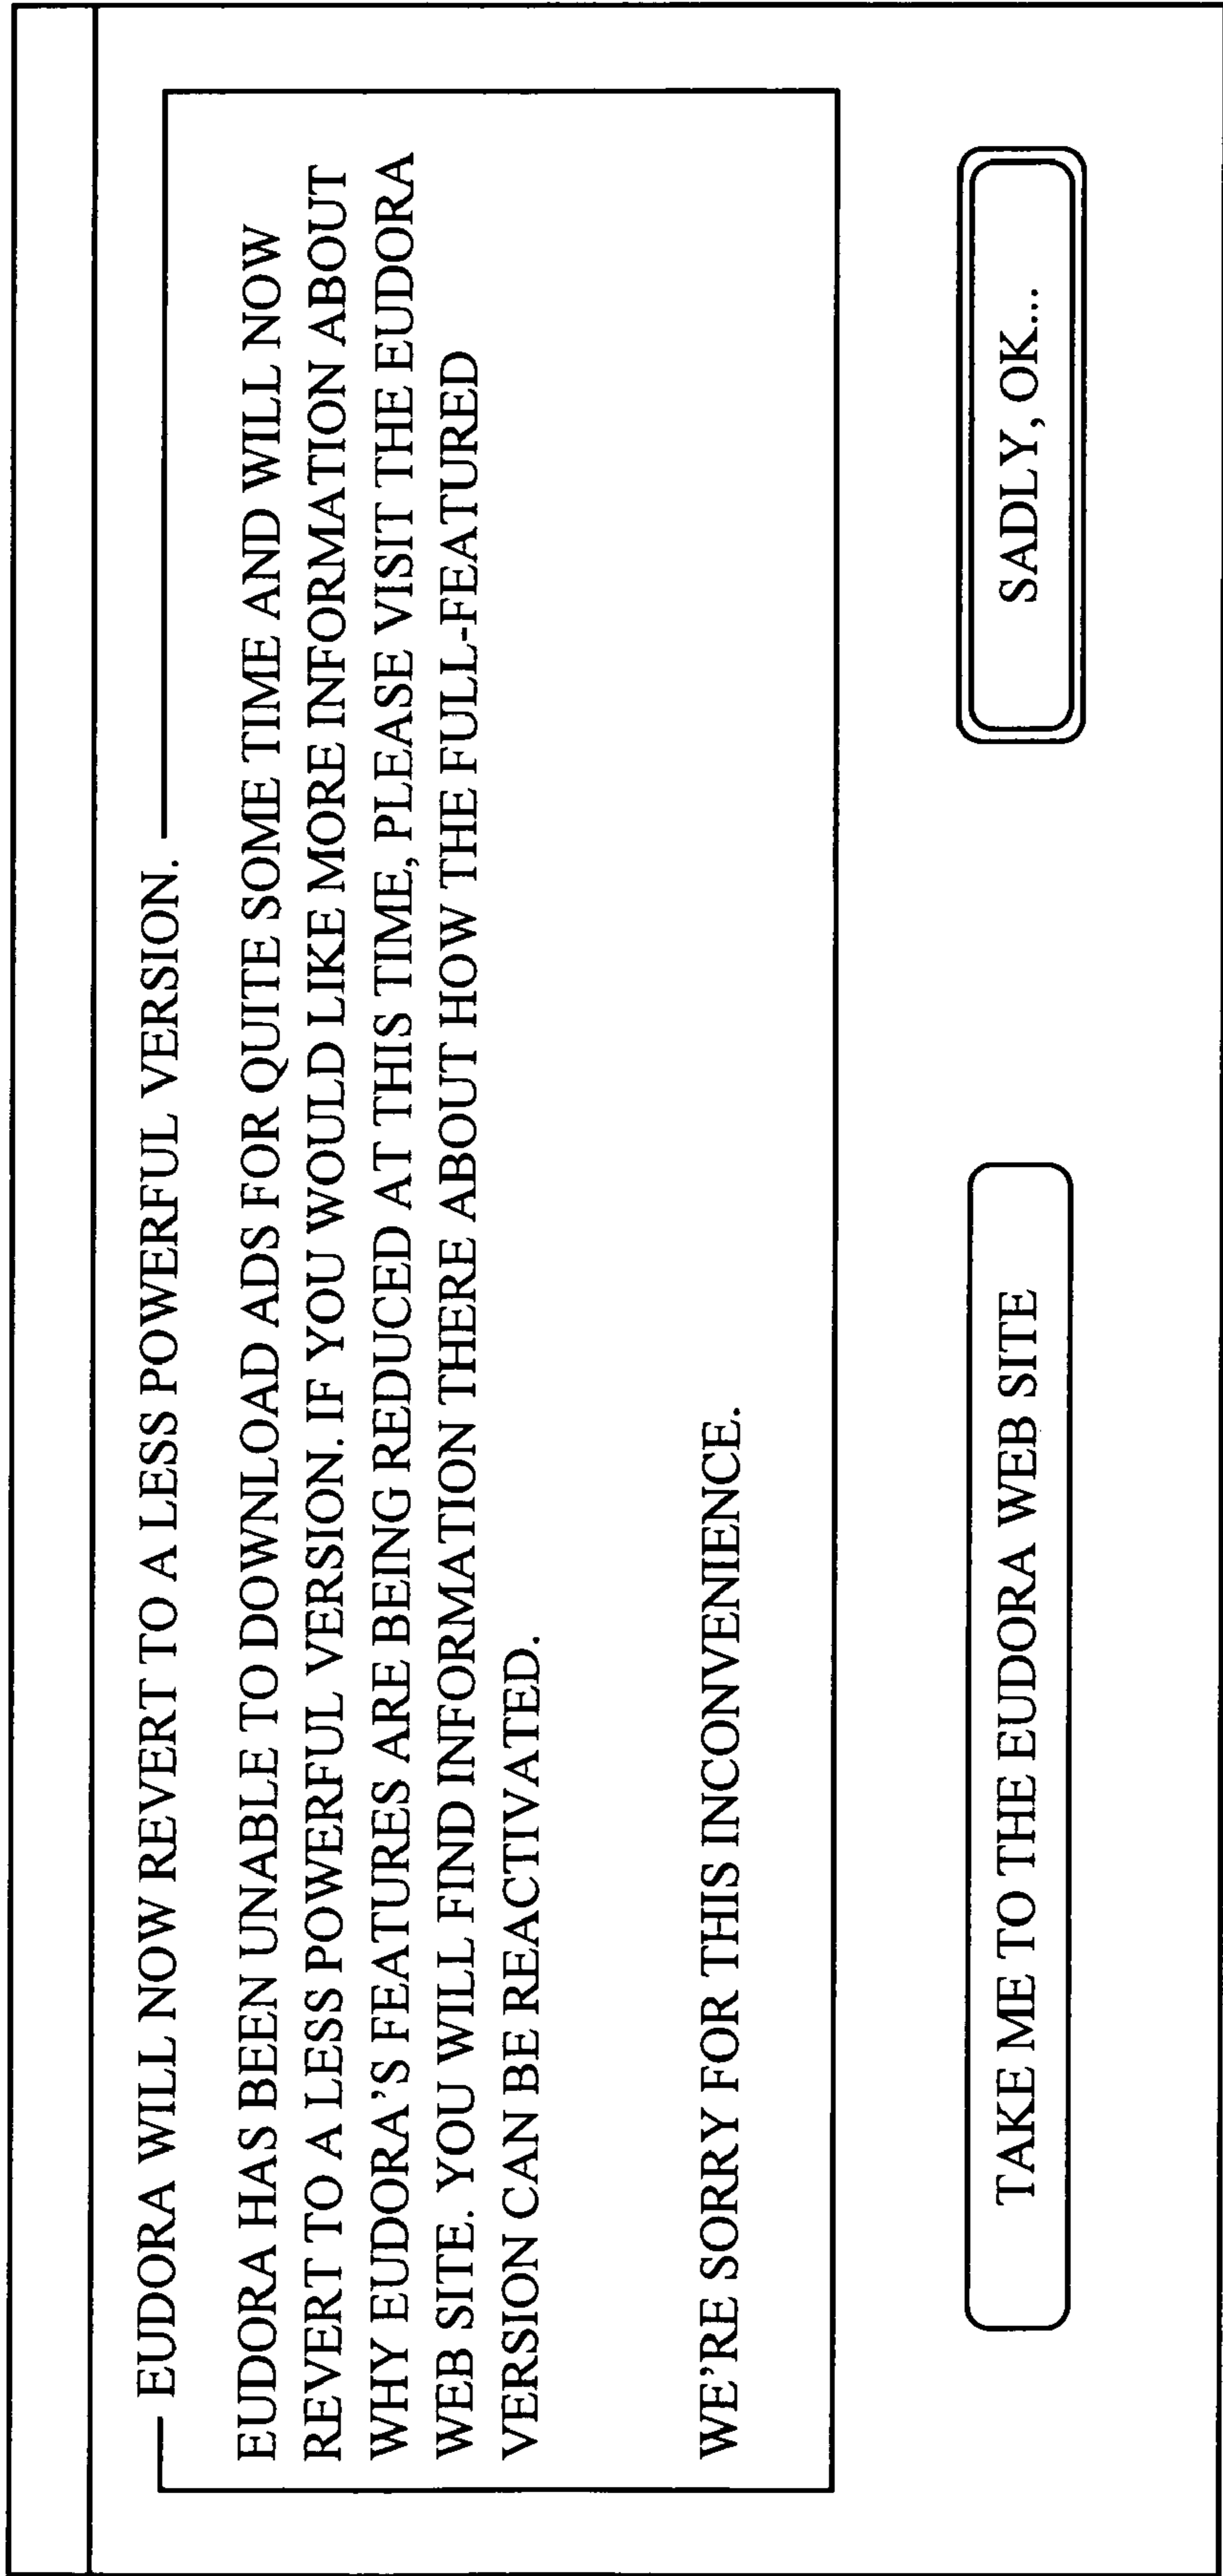 EUDORA WILL NOW REVERT TO A LESS POWERFUL VERSION.
EUDORA HAS BEEN UNABLE TO DOWNLOAD ADS FOR QUITE SOME TIME AND WILL NOW
REVERT TO A LESS POWERFUL VERSION. IF YOU WOULD LIKE MORE INFORMATION ABOUT
WHY EUDORA'S FEATURES ARE BEING REDUCED AT THIS TIME, PLEASE VISIT THE EUDORA
WEB SITE. YOU WILL FIND INFORMATION THERE ABOUT HOW THE FULL-FEATURED
VERSION CAN BE REACTIVATED.
WE'RE SORRY FOR THIS INCONVENIENCE.
TAKE ME TO THE EUDORA WEB SITE
SADLY, OK...